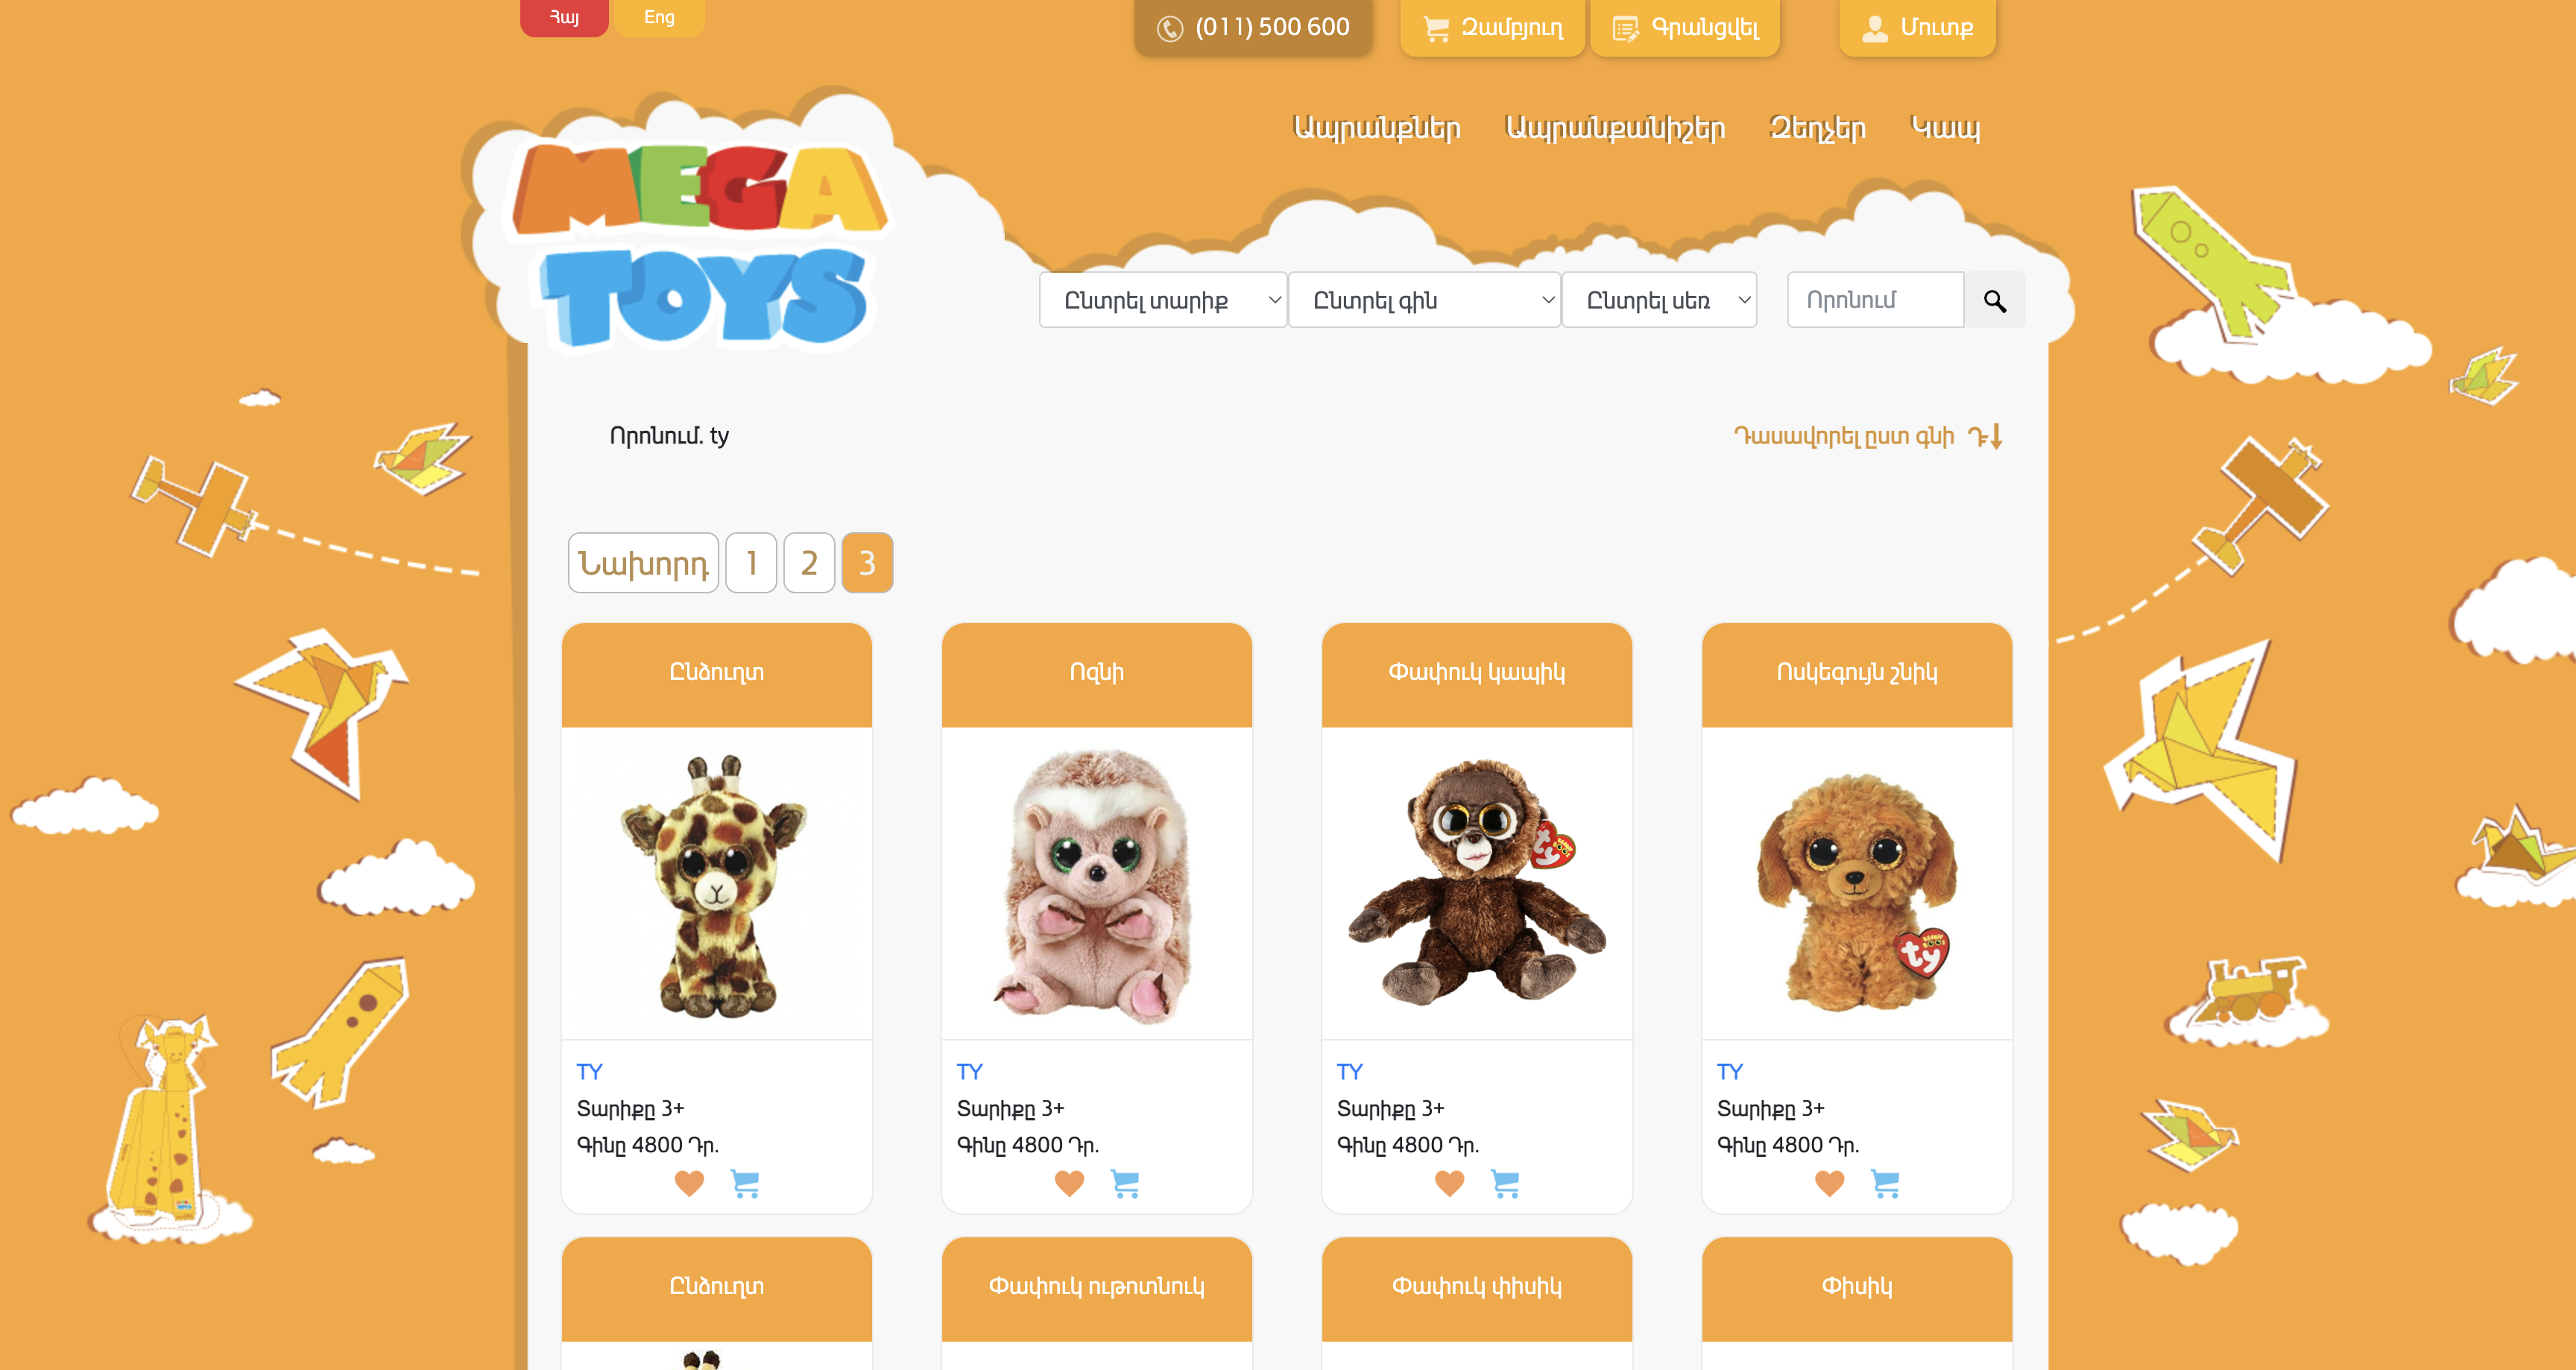 Հայ
Eng
(011) 500 600
Զամբյուղ
Գրանցվել
Մուտք
Ապրանքներ
Ապրանքանիշեր
Զեղչեր
Կապ
MEGA
TOYS
Ընտրել տարիք
Ընտրել գին
Ընտրել սեռ
Որոնում
Որոնում. ty
Դասավորել ըստ գնի Դ
Նախորդ 1 2 3
Ընձուղտ
Ոզնի
Փափուկ կապիկ
Ոսկեգույն շնիկ
ty
ty
TY
Տարիքը 3+
Գինը 4800 Դր.
TY
Տարիքը 3+
Գինը 4800 Դր.
TY
Տարիքը 3+
Գինը 4800 Դր.
TY
Տարիքը 3+
Գինը 4800 Դր.
Ընձուղտ
Փափուկ ութոտնուկ
Փափուկ փիսիկ
Փիսիկ